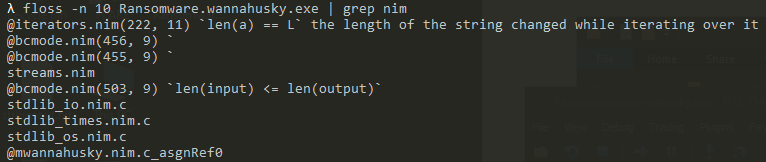 λ floss -n 10 Ransomware.wannahusky.exe | grep nim
@iterators.nim(222, 11) `len(a) == L` the length of the string changed while iterating over it
@bcmode.nim(456, 9) `
@bcmode.nim(455, 9) `
streams.nim
@bcmode.nim(503, 9) `len(input) <= len(output)`
stdlib_io.nim.c
stdlib_times.nim.c
stdlib_os.nim.c
@mwannahusky.nim.c_asgnRef0